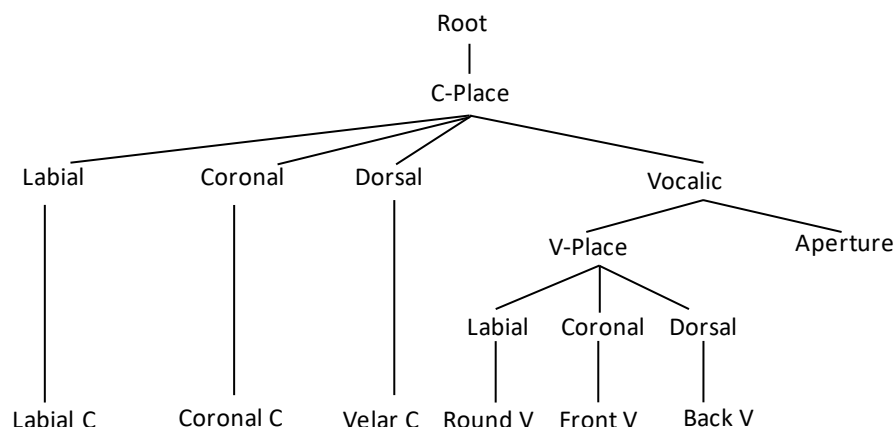 Root
C-Place
Labial Coronal Dorsal Vocalic
V-Place Aperture
Labial Coronal Dorsal
Labial C Coronal C Velar C Round V Front V Back V